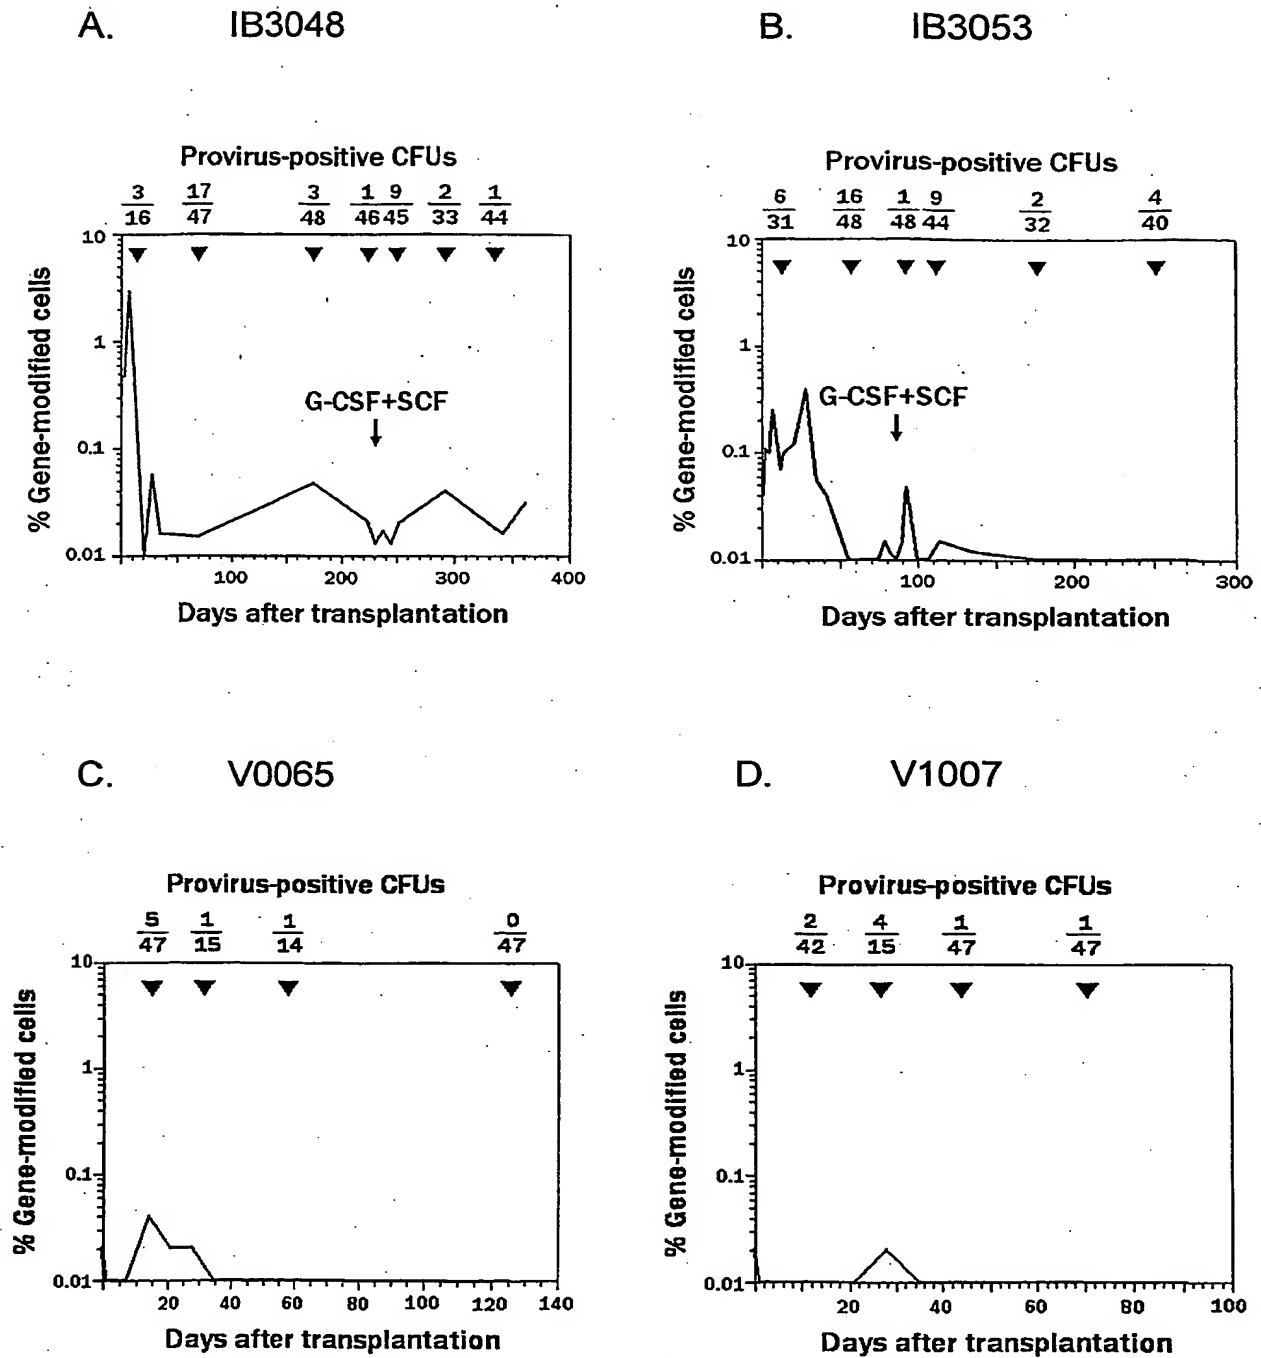 A. IB3048
Provirus-positive CFUs
3 17 3 1 9 2 1
16 47 48 46 45 33 44
10
1
0.1
0.01
% Gene-modified cells
G-CSF+SCF
100 200 300 400
Days after transplantation
B. IB3053
Provirus-positive CFUs
6 16 1 9 2 4
31 48 48 44 32 40
10
1
0.1
0.01
% Gene-modified cells
G-CSF+SCF
100 200 300
Days after transplantation
C. V0065
Provirus-positive CFUs
5 1 1 0
47 15 14 47
10
1
0.1
0.01
% Gene-modified cells
20 40 60 80 100 120 140
Days after transplantation
D. V1007
Provirus-positive CFUs
2 4 1 1
42 15 47 47
10
1
0.1
0.01
% Gene-modified cells
20 40 60 80 100
Days after transplantation